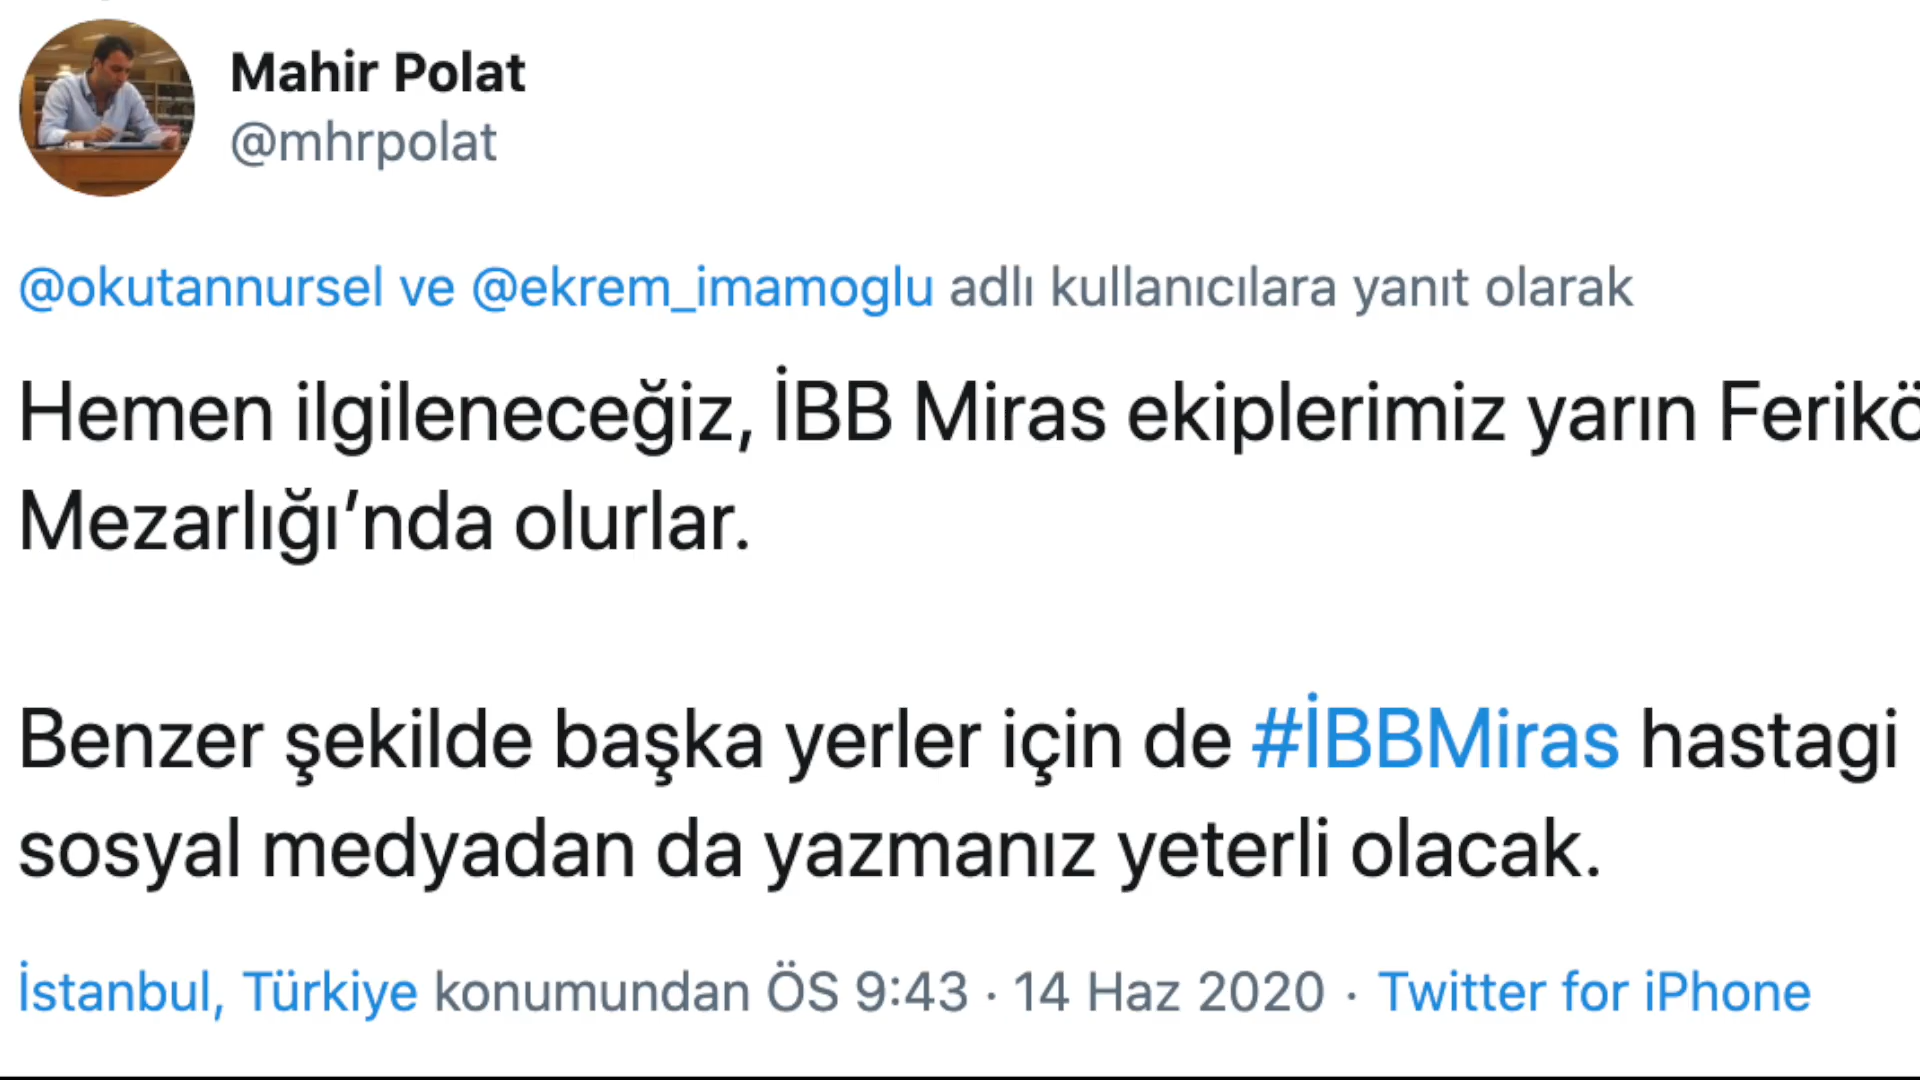 Mahir Polat
@mhrpolat
@okutannursel ve @ekrem_imamoglu adlı kullanıcılara yanıt olarak
Hemen ilgileneceğiz, İBB Miras ekiplerimiz yarın Ferikö
Mezarlığı’nda olurlar.
Benzer şekilde başka yerler için de #İBBMiras hastagi
sosyal medyadan da yazmanız yeterli olacak.
İstanbul, Türkiye konumundan ÖS 9:43 · 14 Haz 2020 · Twitter for iPhone